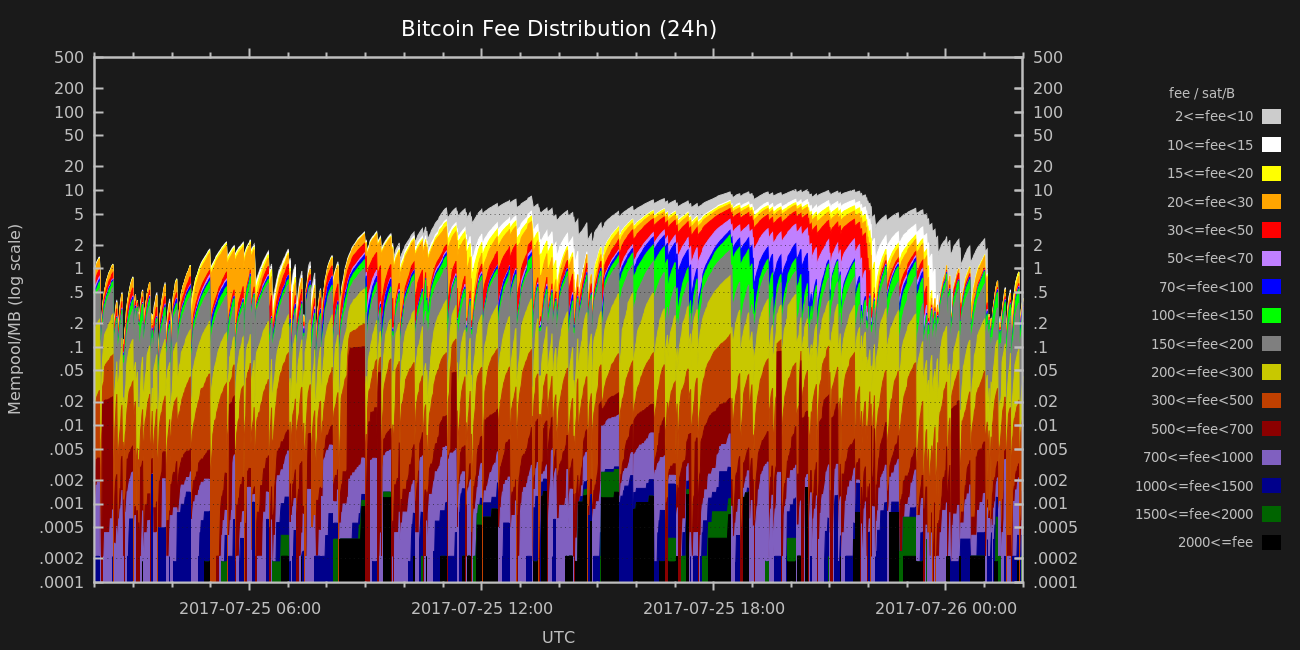 Bitcoin Fee Distribution (24h)
500 500
200 200
100 100
50 50
20 20
10 10
5 5
2 2
1 1
.5 .5
.2 .2
.1 .1
.05 .05
.02 .02
.01 .01
.005 .005
.002 .002
.001 .001
.0005 .0005
.0002 .0002
.0001 .0001
Mempool/MB (log scale)
2017-07-25 06:00 2017-07-25 12:00 2017-07-25 18:00 2017-07-26 00:00
UTC
fee / sat/B
2<=fee<10
10<=fee<15
15<=fee<20
20<=fee<30
30<=fee<50
50<=fee<70
70<=fee<100
100<=fee<150
150<=fee<200
200<=fee<300
300<=fee<500
500<=fee<700
700<=fee<1000
1000<=fee<1500
1500<=fee<2000
2000<=fee